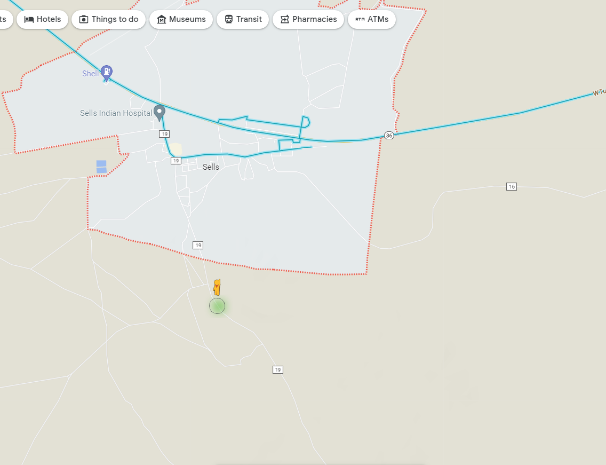 ts
Hotels
Things to do
Museums
Transit
Pharmacies
ATMs
Shell
86
Sells Indian Hospital
19
19
Sells
16
19
19